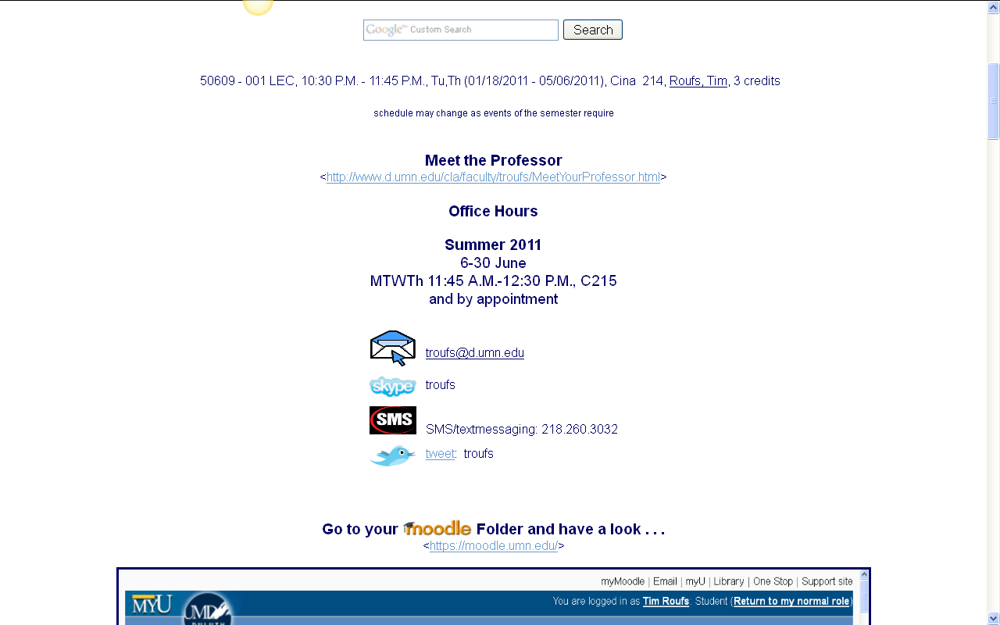 Google™ Custom Search Search
50609 - 001 LEC, 10:30 P.M. - 11:45 P.M., Tu,Th (01/18/2011 - 05/06/2011), Cina 214, Roufs, Tim, 3 credits
schedule may change as events of the semester require
Meet the Professor
<http://www.d.umn.edu/cla/faculty/troufs/MeetYourProfessor.html>
Office Hours
Summer 2011
6-30 June
MTWTh 11:45 A.M.-12:30 P.M., C215
and by appointment
troufs@d.umn.edu
skype troufs
SMS SMS/textmessaging: 218.260.3032
tweet: troufs
Go to your moodle Folder and have a look . . .
<https://moodle.umn.edu/>
myMoodle | Email | myU | Library | One Stop | Support site
MYU UMD You are logged in as Tim Roufs: Student (Return to my normal role)
DULUTH